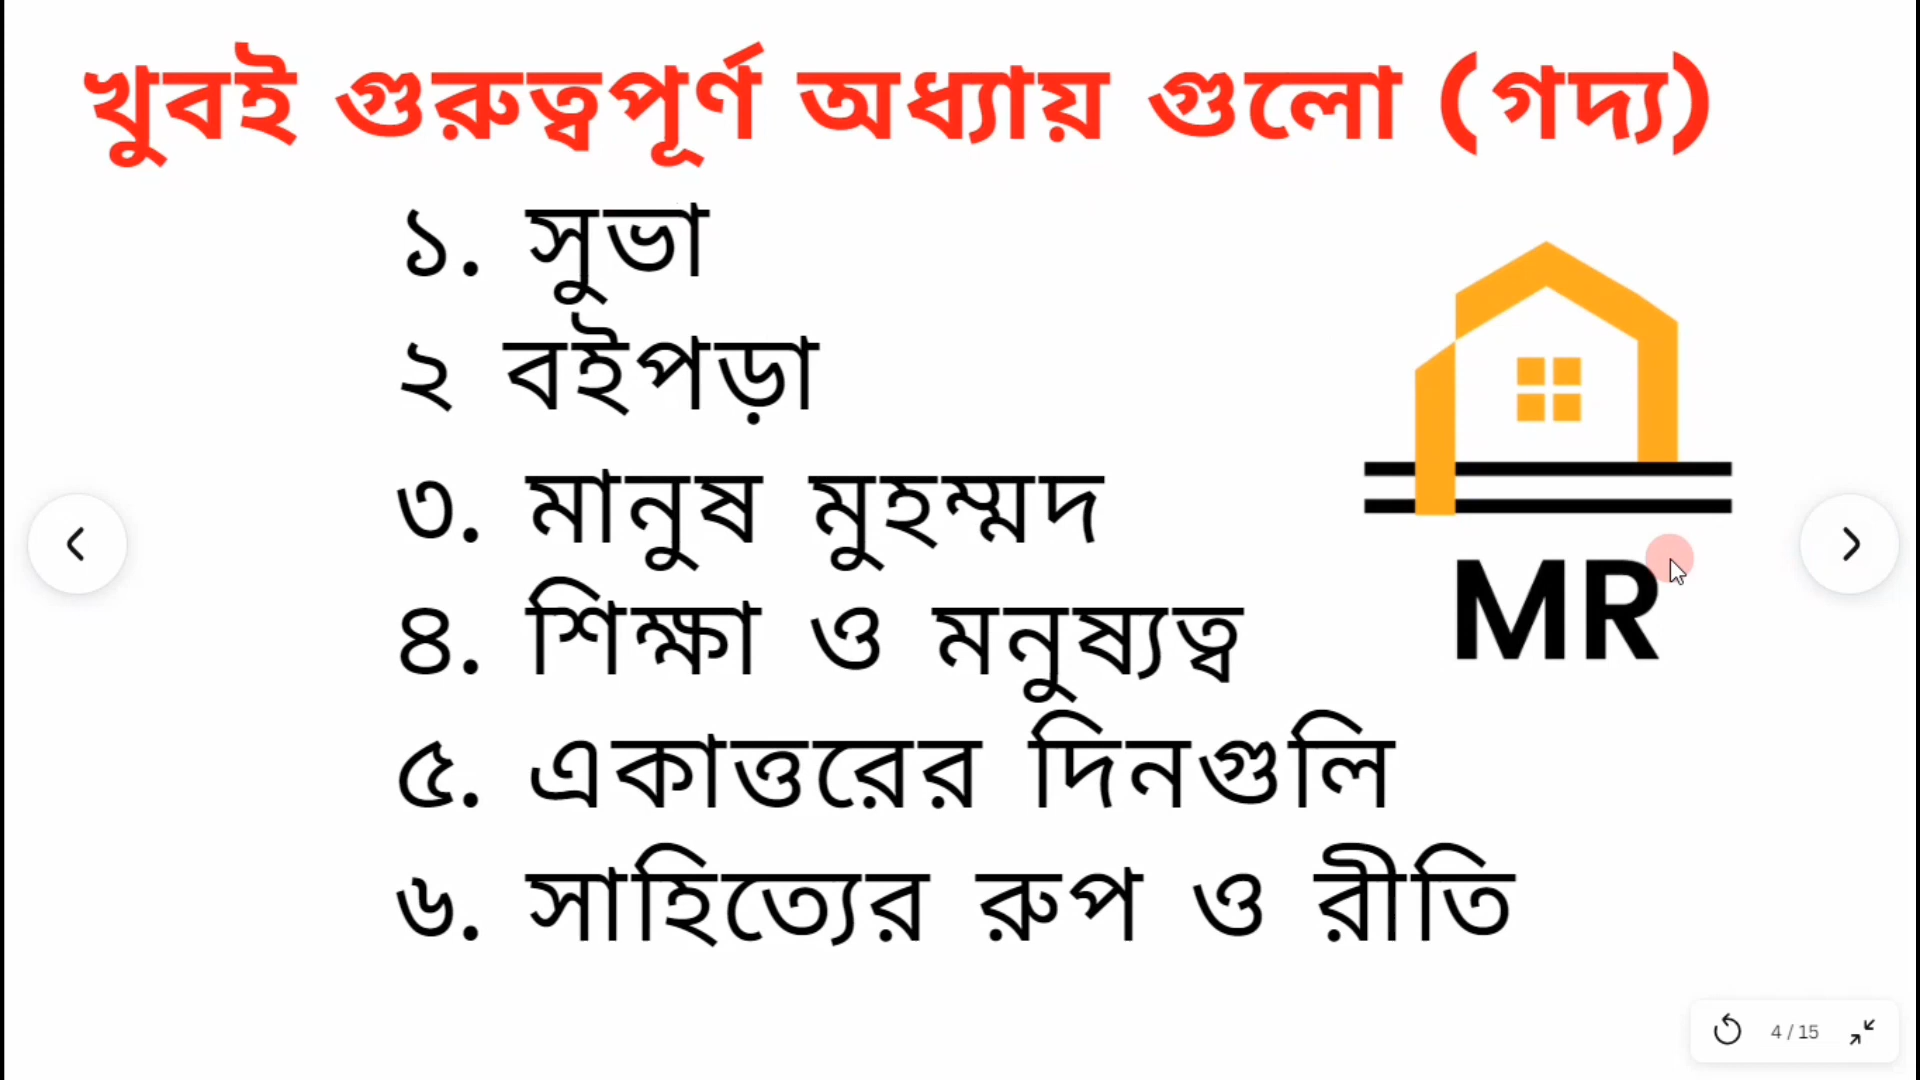 খুবই গুরুত্বপূর্ণ অধ্যায় গুলো (গদ্য)
১. সুভা
২ বইপড়া
৩. মানুষ মুহম্মদ
৪. শিক্ষা ও মনুষ্যত্ব
৫. একাত্তরের দিনগুলি
৬. সাহিত্যের রুপ ও রীতি
MR
4 / 15